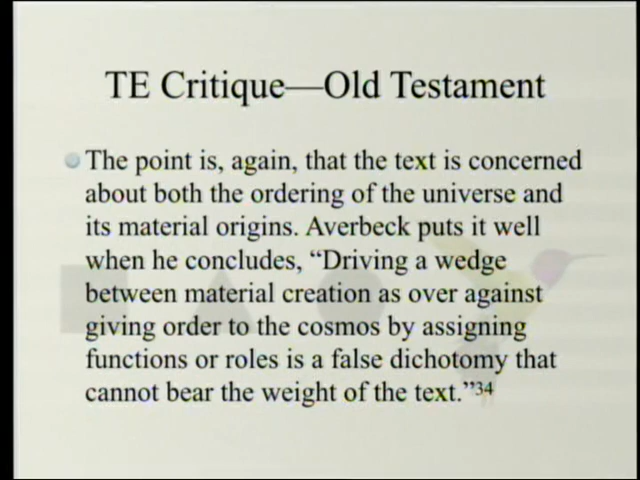 TE Critique—Old Testament
The point is, again, that the text is concerned
about both the ordering of the universe and
its material origins. Averbeck puts it well
when he concludes, “Driving a wedge
between material creation as over against
giving order to the cosmos by assigning
functions or roles is a false dichotomy that
cannot bear the weight of the text.”34